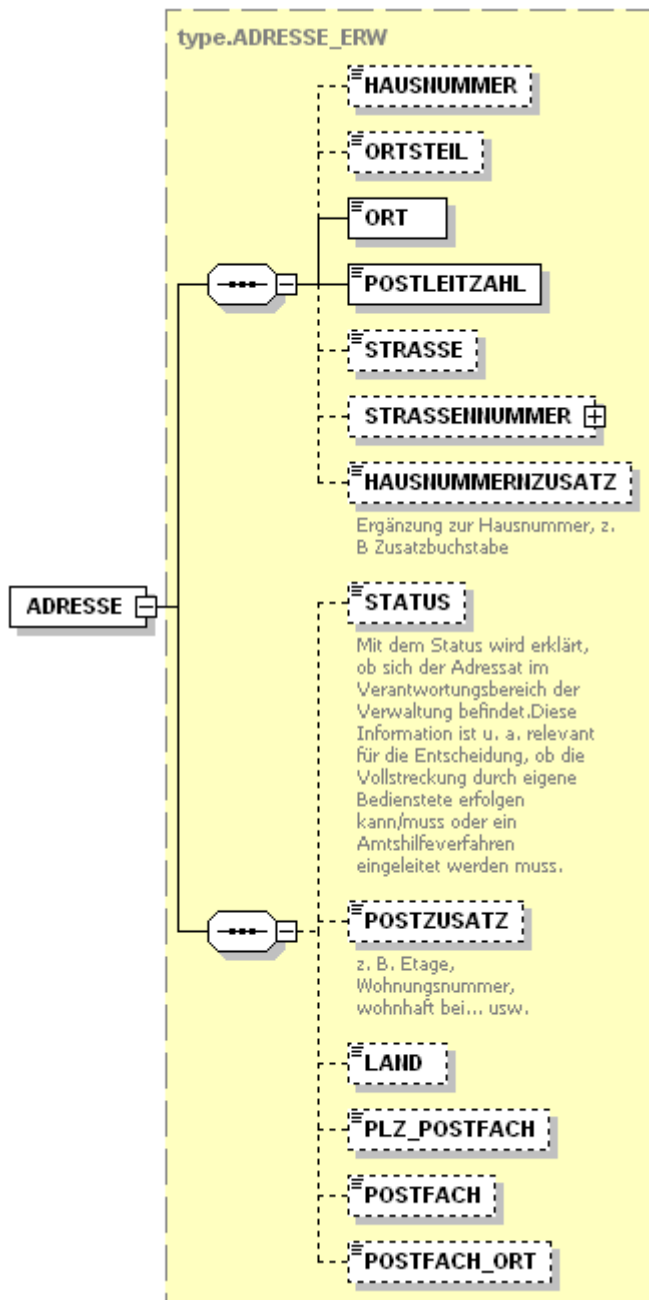 type.ADRESSE_ERW
HAUSNUMMER
ORTSTEIL
ORT
POSTLEITZAHL
STRASSE
STRASSENNUMMER
HAUSNUMMERNZUSATZ
Ergänzung zur Hausnummer, z.
B Zusatzbuchstabe
ADRESSE
STATUS
Mit dem Status wird erklärt,
ob sich der Adressat im
Verantwortungsbereich der
Verwaltung befindet.Diese
Information ist u. a. relevant
für die Entscheidung, ob die
Vollstreckung durch eigene
Bedienstete erfolgen
kann/muss oder ein
Amtshilfeverfahren
eingeleitet werden muss.
POSTZUSATZ
z. B. Etage,
Wohnungsnummer,
wohnhaft bei... usw.
LAND
PLZ_POSTFACH
POSTFACH
POSTFACH_ORT